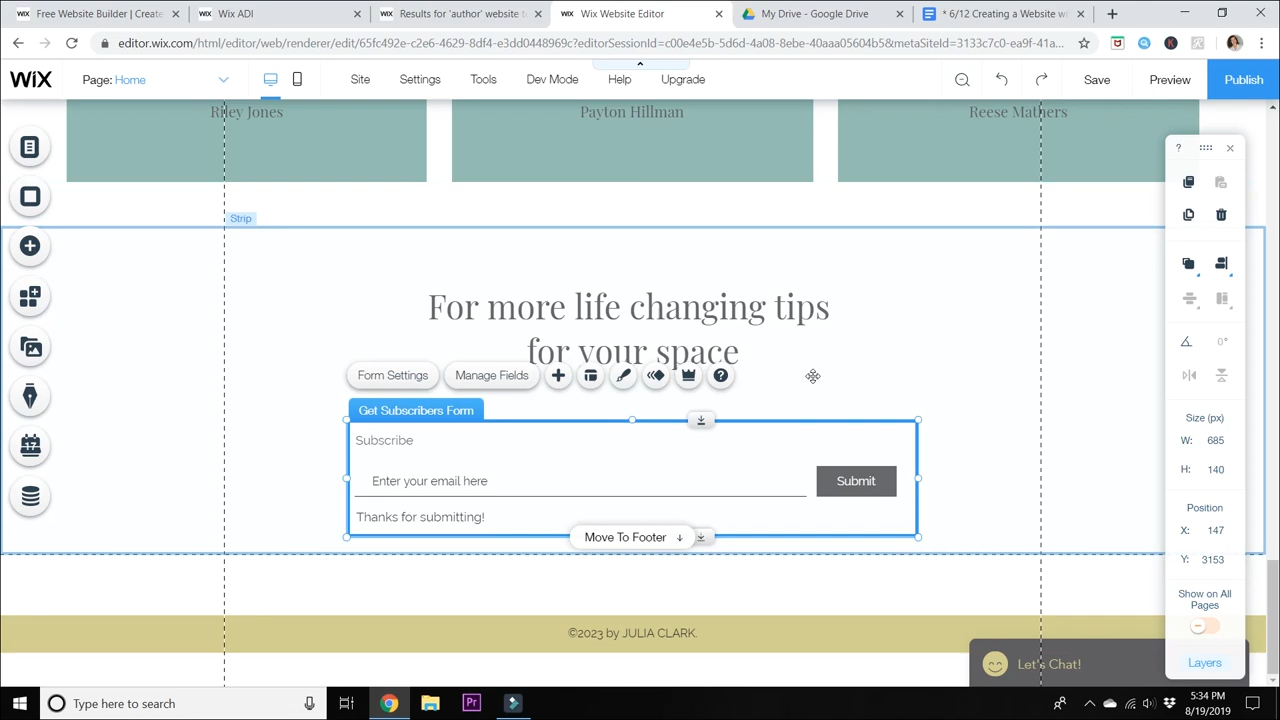 Free Website Builder | Create
Wix ADI
Results for 'author' website t
Wix Website Editor
My Drive - Google Drive
* 6/12 Creating a Website wi
editor.wix.com/html/editor/web/renderer/edit/65fc492e-22e6-4629-8df4-e3dd0448969c?editorSessionId=c00e4e5b-5d6d-4a08-8ebe-40aaa05604b5&metaSiteId=3133c7c0-ea9f-41a...
WiX
Page: Home
Site
Settings
Tools
Dev Mode
Help
Upgrade
Save
Preview
Publish
Riley Jones
Payton Hillman
Reese Mathers
Strip
For more life changing tips
for your space
Form Settings
Manage Fields
Get Subscribers Form
Subscribe
Enter your email here
Submit
Thanks for submitting!
Move To Footer
©2023 by JULIA CLARK.
Let's Chat!
?
0°
Size (px)
W: 685
H: 140
Position
X: 147
Y: 3153
Show on All
Pages
Layers
17
Type here to search
Pr
5:34 PM
8/19/2019